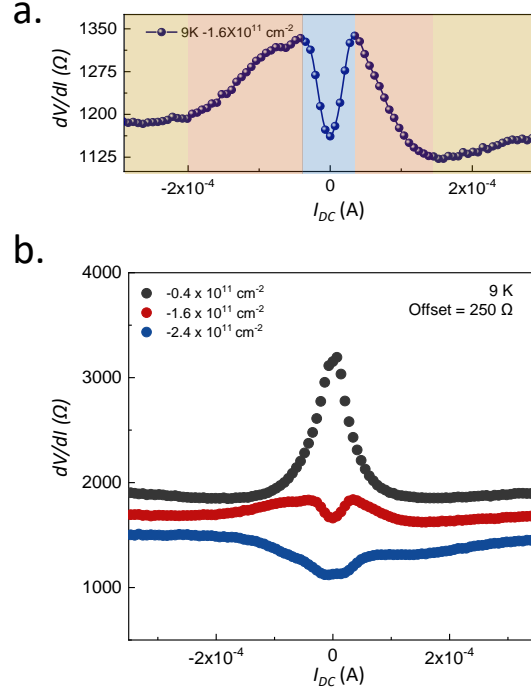 a.
1350
1275
1200
1125
dV/dI (Ω)
9K -1.6X10¹¹ cm⁻²
-2x10⁻⁴
0
2x10⁻⁴
I_DC (A)
b.
4000
3000
2000
1000
dV/dI (Ω)
-0.4 x 10¹¹ cm⁻²
-1.6 x 10¹¹ cm⁻²
-2.4 x 10¹¹ cm⁻²
9 K
Offset = 250 Ω
-2x10⁻⁴
0
2x10⁻⁴
I_DC (A)